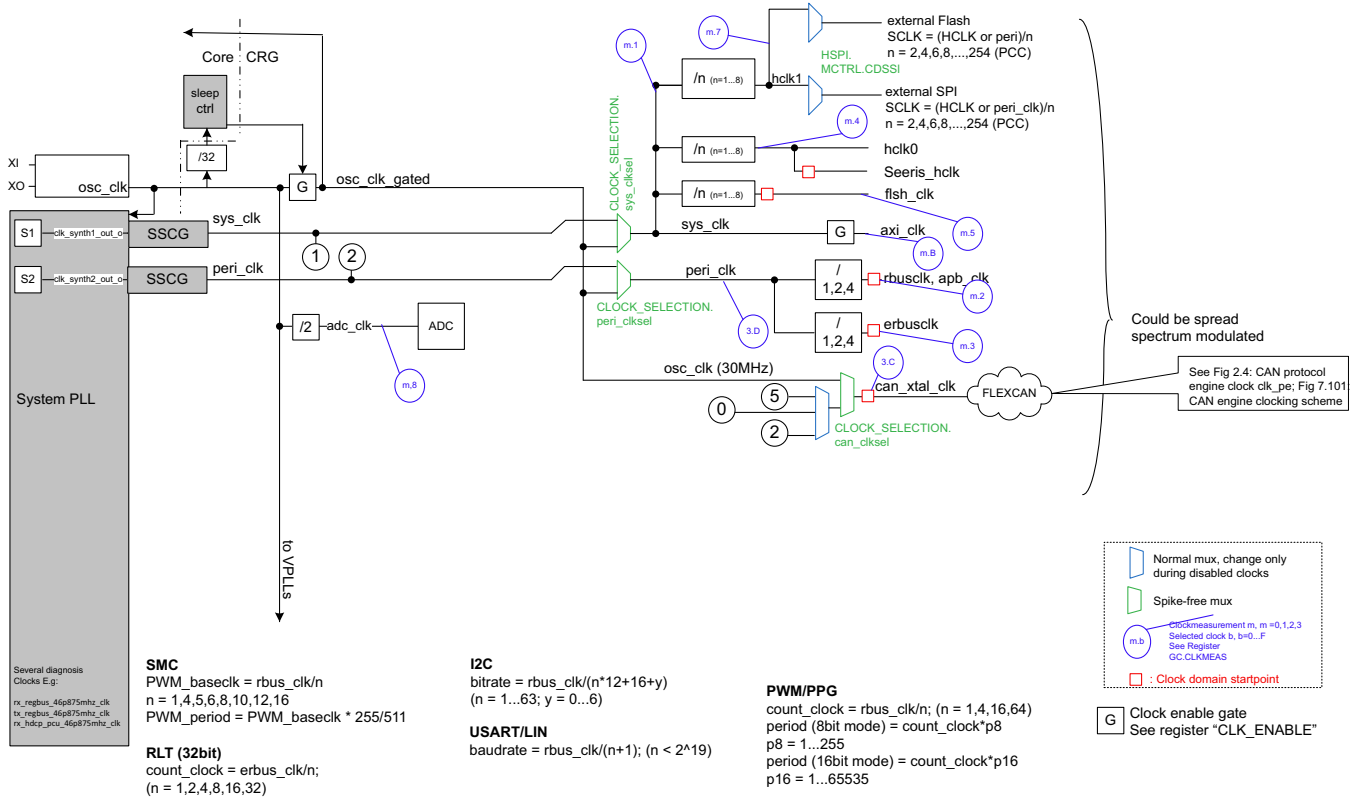 Core
CRG
sleep
ctrl
/32
XI
XO
osc_clk
G
osc_clk_gated
System PLL
S1
clk_synth1_out_o
SSCG
sys_clk
1
S2
clk_synth2_out_o
SSCG
peri_clk
2
/2
adc_clk
ADC
m,8
to VPLLs
CLOCK_SELECTION.
sys_clksel
sys_clk
CLOCK_SELECTION.
peri_clksel
peri_clk
3.D
m.1
m.7
/n (n=1...8)
hclk1
HSPI.
MCTRL.CDSSI
external Flash
SCLK = (HCLK or peri)/n
n = 2,4,6,8,...,254 (PCC)
external SPI
SCLK = (HCLK or peri_clk)/n
n = 2,4,6,8,...,254 (PCC)
/n (n=1...8)
m.4
hclk0
Seeris_hclk
/n (n=1...8)
flsh_clk
m.5
G
axi_clk
m.B
/
1,2,4
rbusclk, apb_clk
m.2
/
1,2,4
erbusclk
m.3
osc_clk (30MHz)
3.C
can_xtal_clk
5
0
2
CLOCK_SELECTION.
can_clksel
FLEXCAN
Could be spread
spectrum modulated
See Fig 2.4: CAN protocol
engine clock clk_pe; Fig 7.101:
CAN engine clocking scheme
Normal mux, change only
during disabled clocks
Spike-free mux
m.b
Clockmeasurement m, m =0,1,2,3
Selected clock b, b=0...F
See Register
GC.CLKMEAS
: Clock domain startpoint
G
Clock enable gate
See register “CLK_ENABLE”
Several diagnosis
Clocks E.g:
rx_regbus_46p875mhz_clk
tx_regbus_46p875mhz_clk
rx_hdcp_pcu_46p875mhz_clk
SMC
PWM_baseclk = rbus_clk/n
n = 1,4,5,6,8,10,12,16
PWM_period = PWM_baseclk * 255/511
RLT (32bit)
count_clock = erbus_clk/n;
(n = 1,2,4,8,16,32)
I2C
bitrate = rbus_clk/(n*12+16+y)
(n = 1...63; y = 0...6)
USART/LIN
baudrate = rbus_clk/(n+1); (n < 2^19)
PWM/PPG
count_clock = rbus_clk/n; (n = 1,4,16,64)
period (8bit mode) = count_clock*p8
p8 = 1...255
period (16bit mode) = count_clock*p16
p16 = 1...65535